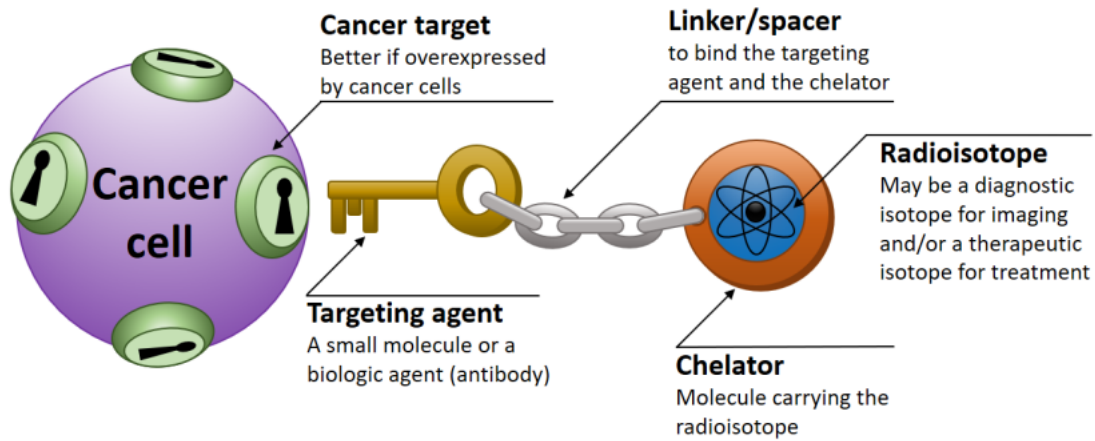 Cancer target
Better if overexpressed
by cancer cells
Linker/spacer
to bind the targeting
agent and the chelator
Radioisotope
May be a diagnostic
isotope for imaging
and/or a therapeutic
isotope for treatment
Cancer
cell
Targeting agent
A small molecule or a
biologic agent (antibody)
Chelator
Molecule carrying the
radioisotope